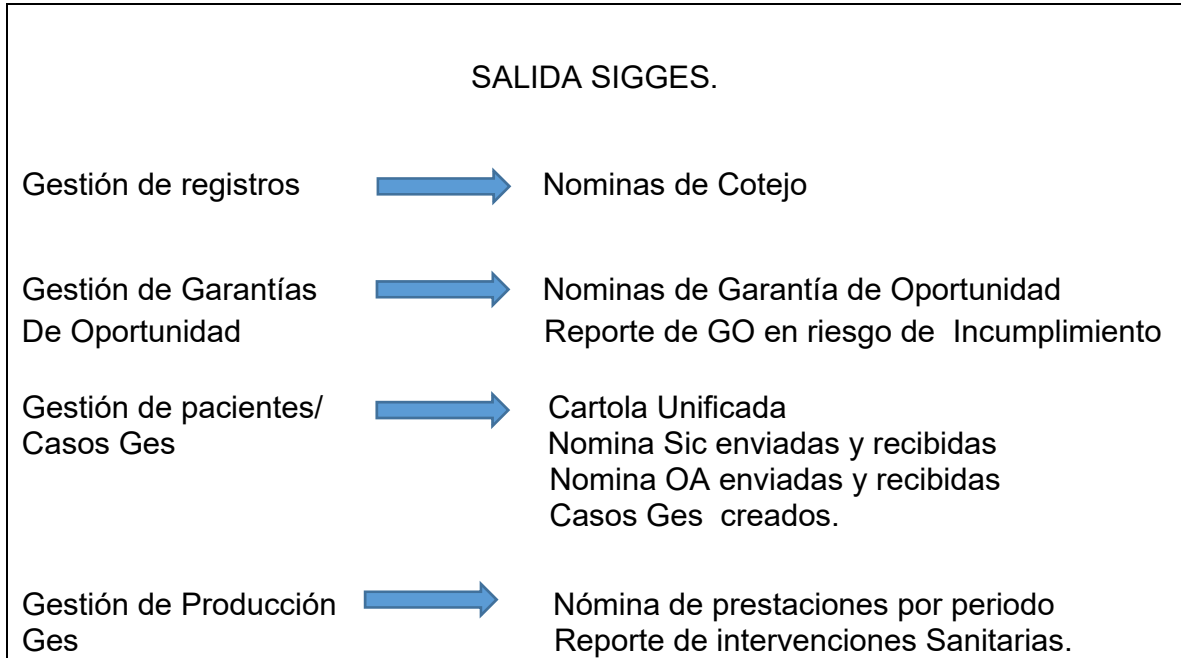 SALIDA SIGGES.
Gestión de registros Nominas de Cotejo
Gestión de Garantías Nominas de Garantía de Oportunidad
De Oportunidad Reporte de GO en riesgo de Incumplimiento
Gestión de pacientes/ Cartola Unificada
Casos Ges Nomina Sic enviadas y recibidas
Nomina OA enviadas y recibidas
Casos Ges creados.
Gestión de Producción Nómina de prestaciones por periodo
Ges Reporte de intervenciones Sanitarias.